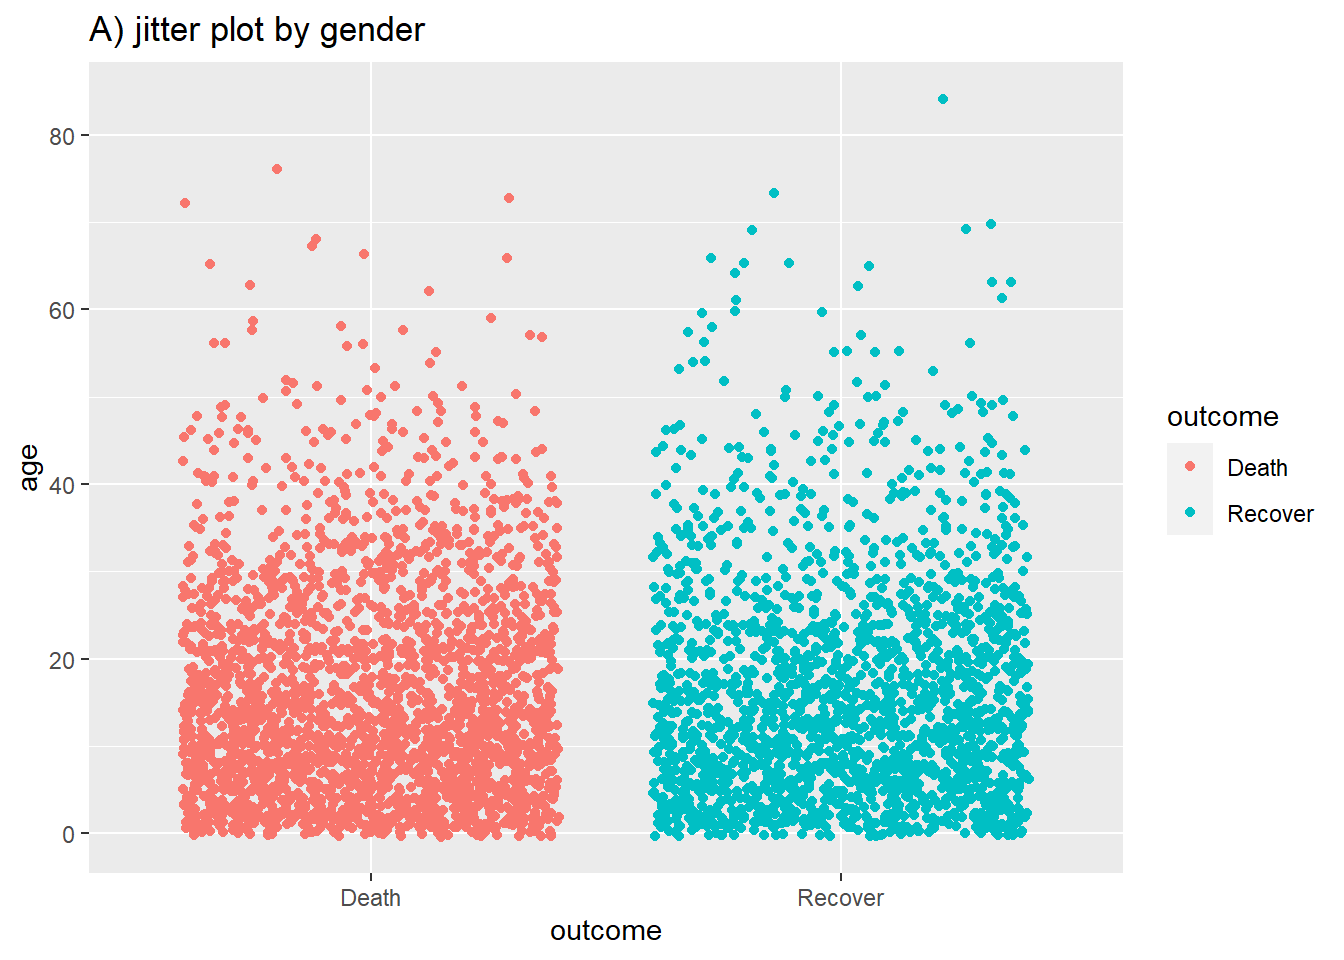 A) jitter plot by gender
80
60
40
20
0
age
Death
Recover
outcome
outcome
Death
Recover